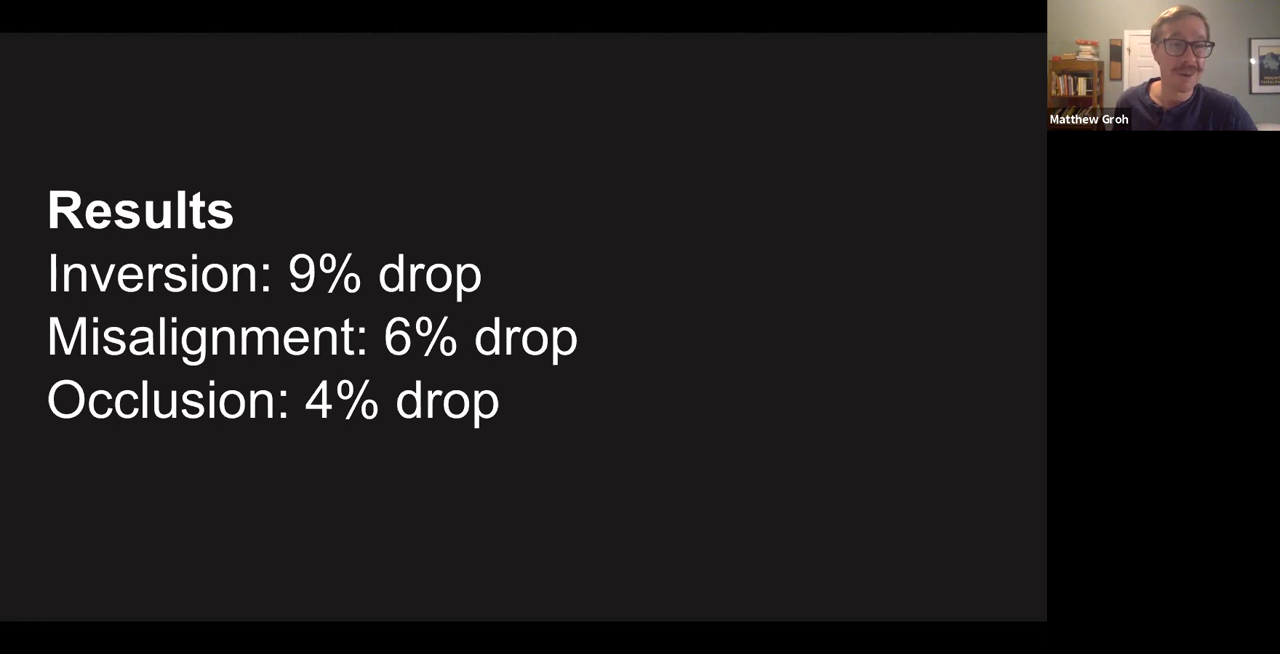 Results
Inversion: 9% drop
Misalignment: 6% drop
Occlusion: 4% drop
Matthew Groh